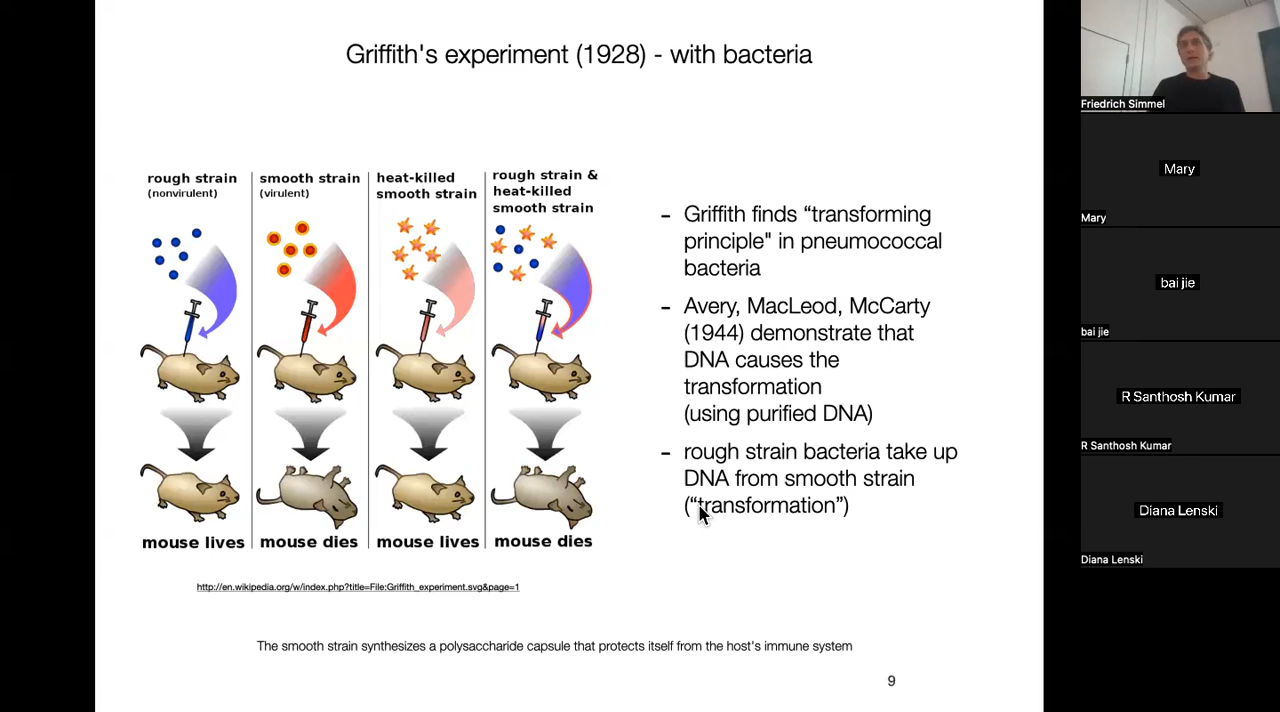 Griffith's experiment (1928) - with bacteria
rough strain
(nonvirulent)
smooth strain
(virulent)
heat-killed
smooth strain
rough strain &
heat-killed
smooth strain
mouse lives
mouse dies
mouse lives
mouse dies
http://en.wikipedia.org/w/index.php?title=File:Griffith_experiment.svg&page=1
- Griffith finds “transforming
principle" in pneumococcal
bacteria
- Avery, MacLeod, McCarty
(1944) demonstrate that
DNA causes the
transformation
(using purified DNA)
- rough strain bacteria take up
DNA from smooth strain
(“transformation”)
The smooth strain synthesizes a polysaccharide capsule that protects itself from the host's immune system
9
Friedrich Simmel
Mary
Mary
bai jie
bai jie
R Santhosh Kumar
R Santhosh Kumar
Diana Lenski
Diana Lenski